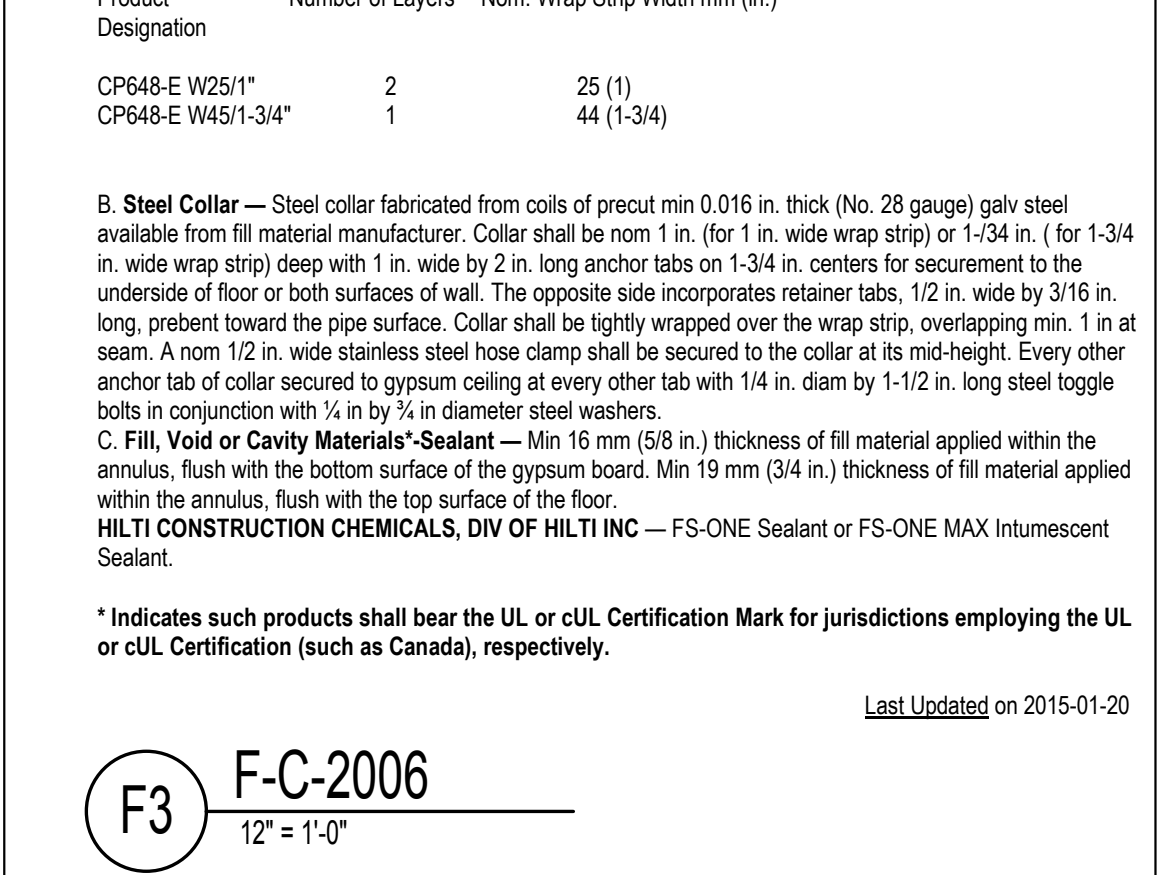 Product Number of Layers Nom. Wrap Strip Width mm (in.)
Designation
CP648-E W25/1" 2 25 (1)
CP648-E W45/1-3/4" 1 44 (1-3/4)
B. Steel Collar — Steel collar fabricated from coils of precut min 0.016 in. thick (No. 28 gauge) galv steel
available from fill material manufacturer. Collar shall be nom 1 in. (for 1 in. wide wrap strip) or 1-/34 in. ( for 1-3/4
in. wide wrap strip) deep with 1 in. wide by 2 in. long anchor tabs on 1-3/4 in. centers for securement to the
underside of floor or both surfaces of wall. The opposite side incorporates retainer tabs, 1/2 in. wide by 3/16 in.
long, prebent toward the pipe surface. Collar shall be tightly wrapped over the wrap strip, overlapping min. 1 in at
seam. A nom 1/2 in. wide stainless steel hose clamp shall be secured to the collar at its mid-height. Every other
anchor tab of collar secured to gypsum ceiling at every other tab with 1/4 in. diam by 1-1/2 in. long steel toggle
bolts in conjunction with ¼ in by ¾ in diameter steel washers.
C. Fill, Void or Cavity Materials*-Sealant — Min 16 mm (5/8 in.) thickness of fill material applied within the
annulus, flush with the bottom surface of the gypsum board. Min 19 mm (3/4 in.) thickness of fill material applied
within the annulus, flush with the top surface of the floor.
HILTI CONSTRUCTION CHEMICALS, DIV OF HILTI INC — FS-ONE Sealant or FS-ONE MAX Intumescent
Sealant.
* Indicates such products shall bear the UL or cUL Certification Mark for jurisdictions employing the UL
or cUL Certification (such as Canada), respectively.
Last Updated on 2015-01-20
F3 F-C-2006
12" = 1'-0"